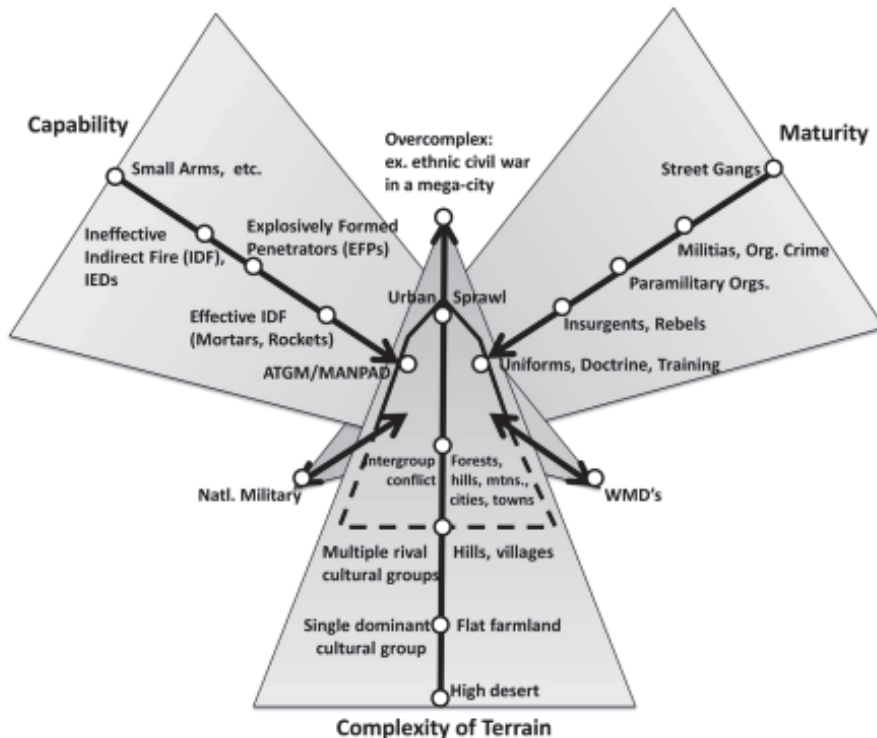 Capability
Small Arms, etc.
Ineffective
Indirect Fire (IDF),
IEDs
Explosively Formed
Penetrators (EFPs)
Effective IDF
(Mortars, Rockets)
ATGM/MANPAD
Natl. Military
Overcomplex:
ex. ethnic civil war
in a mega-city
Maturity
Street Gangs
Militias, Org. Crime
Paramilitary Orgs.
Insurgents, Rebels
Uniforms, Doctrine, Training
WMD's
Urban Sprawl
Intergroup
conflict
Forests,
hills, mtns.,
cities, towns
Multiple rival
cultural groups
Hills, villages
Single dominant
cultural group
Flat farmland
High desert
Complexity of Terrain